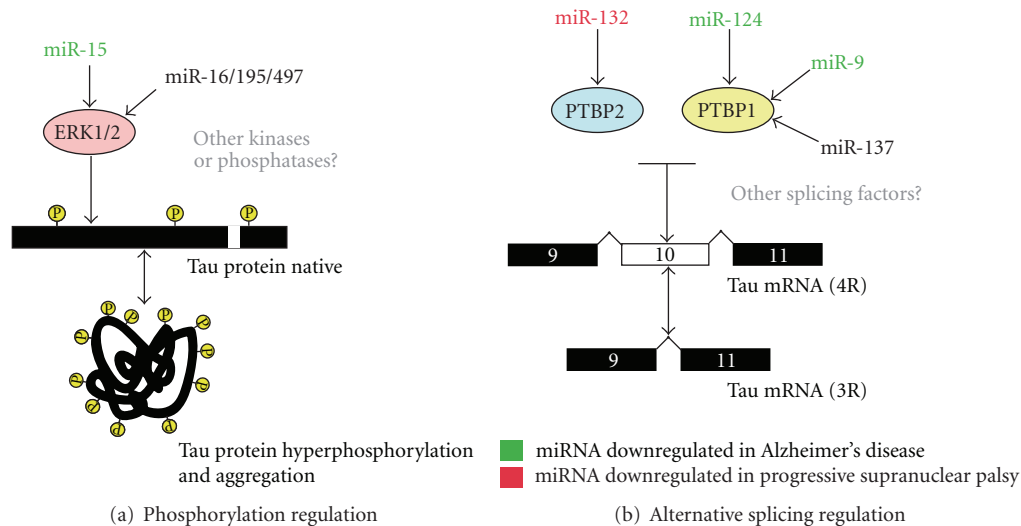 miR-15
miR-16/195/497
ERK1/2
Other kinases
or phosphatases?
P
P
P
Tau protein native
P
P
P
P
P
P
P
P
P
P
P
P
P
Tau protein hyperphosphorylation
and aggregation
(a) Phosphorylation regulation
miR-132
miR-124
miR-9
PTBP2
PTBP1
miR-137
Other splicing factors?
9
10
11
Tau mRNA (4R)
9
11
Tau mRNA (3R)
miRNA downregulated in Alzheimer's disease
miRNA downregulated in progressive supranuclear palsy
(b) Alternative splicing regulation